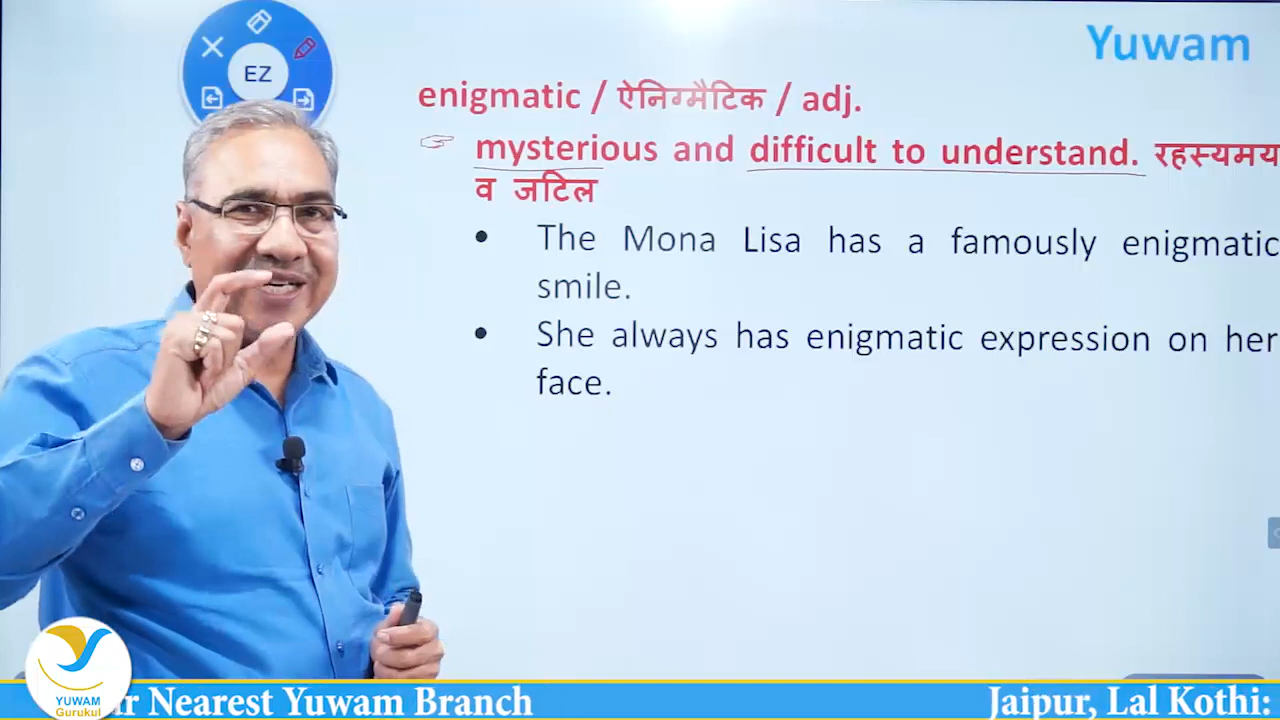 Yuwam
EZ
enigmatic / ऐनिग्मैटिक / adj.
mysterious and difficult to understand. रहस्यमय
व जटिल
The Mona Lisa has a famously enigmatic
smile.
She always has enigmatic expression on her
face.
YUWAM
Gurukul
Nearest Yuwam Branch
Jaipur, Lal Kothi: